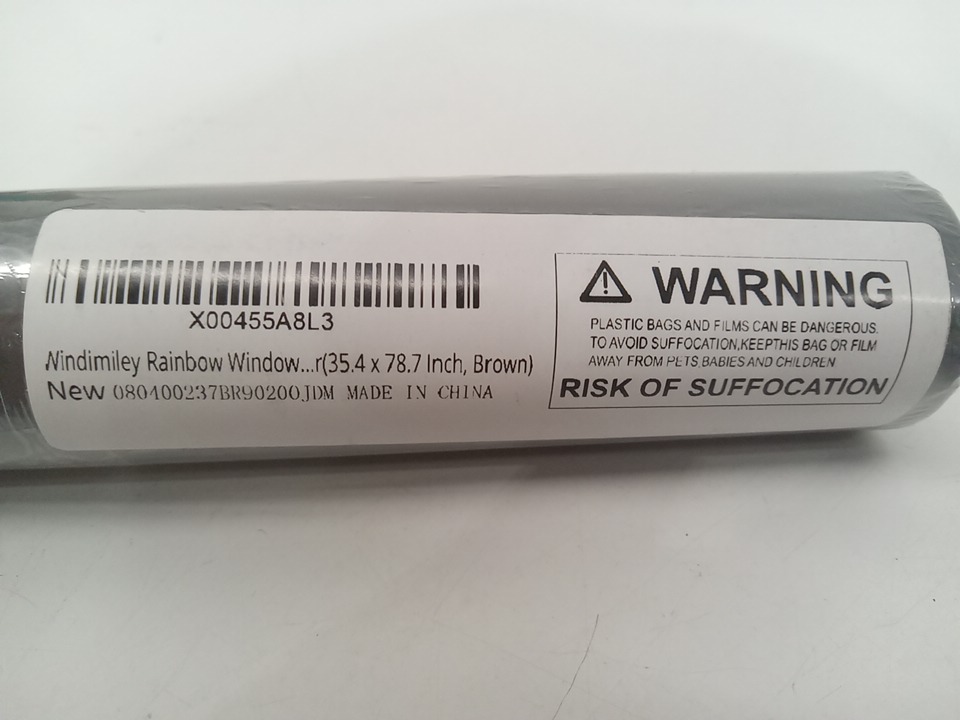 X00455A8L3
Windimiley Rainbow Window...r(35.4 x 78.7 Inch, Brown)
New 080400237BR90200JDM MADE IN CHINA
WARNING
PLASTIC BAGS AND FILMS CAN BE DANGEROUS.
TO AVOID SUFFOCATION,KEEPTHIS BAG OR FILM
AWAY FROM PETS,BABIES AND CHILDREN
RISK OF SUFFOCATION